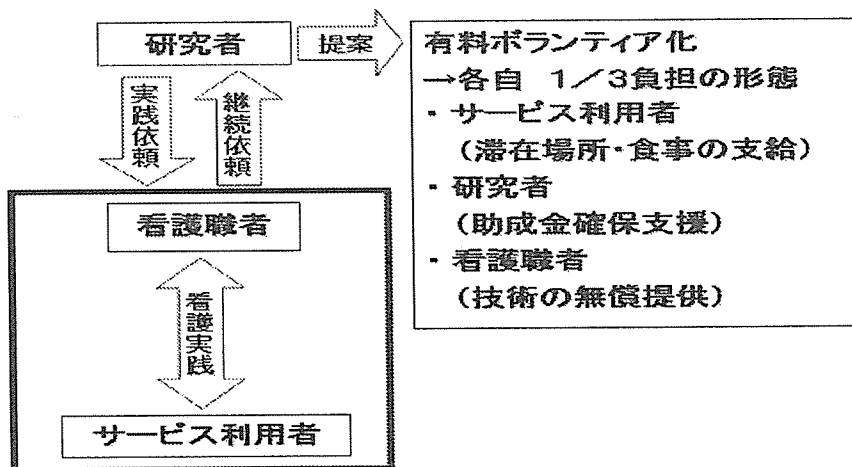 研究者
提案
実践依頼
継続依頼
看護職者
看護実践
サービス利用者
有料ボランティア化
→各自 1/3負担の形態
・サービス利用者
(滞在場所・食事の支給)
・研究者
(助成金確保支援)
・看護職者
(技術の無償提供)